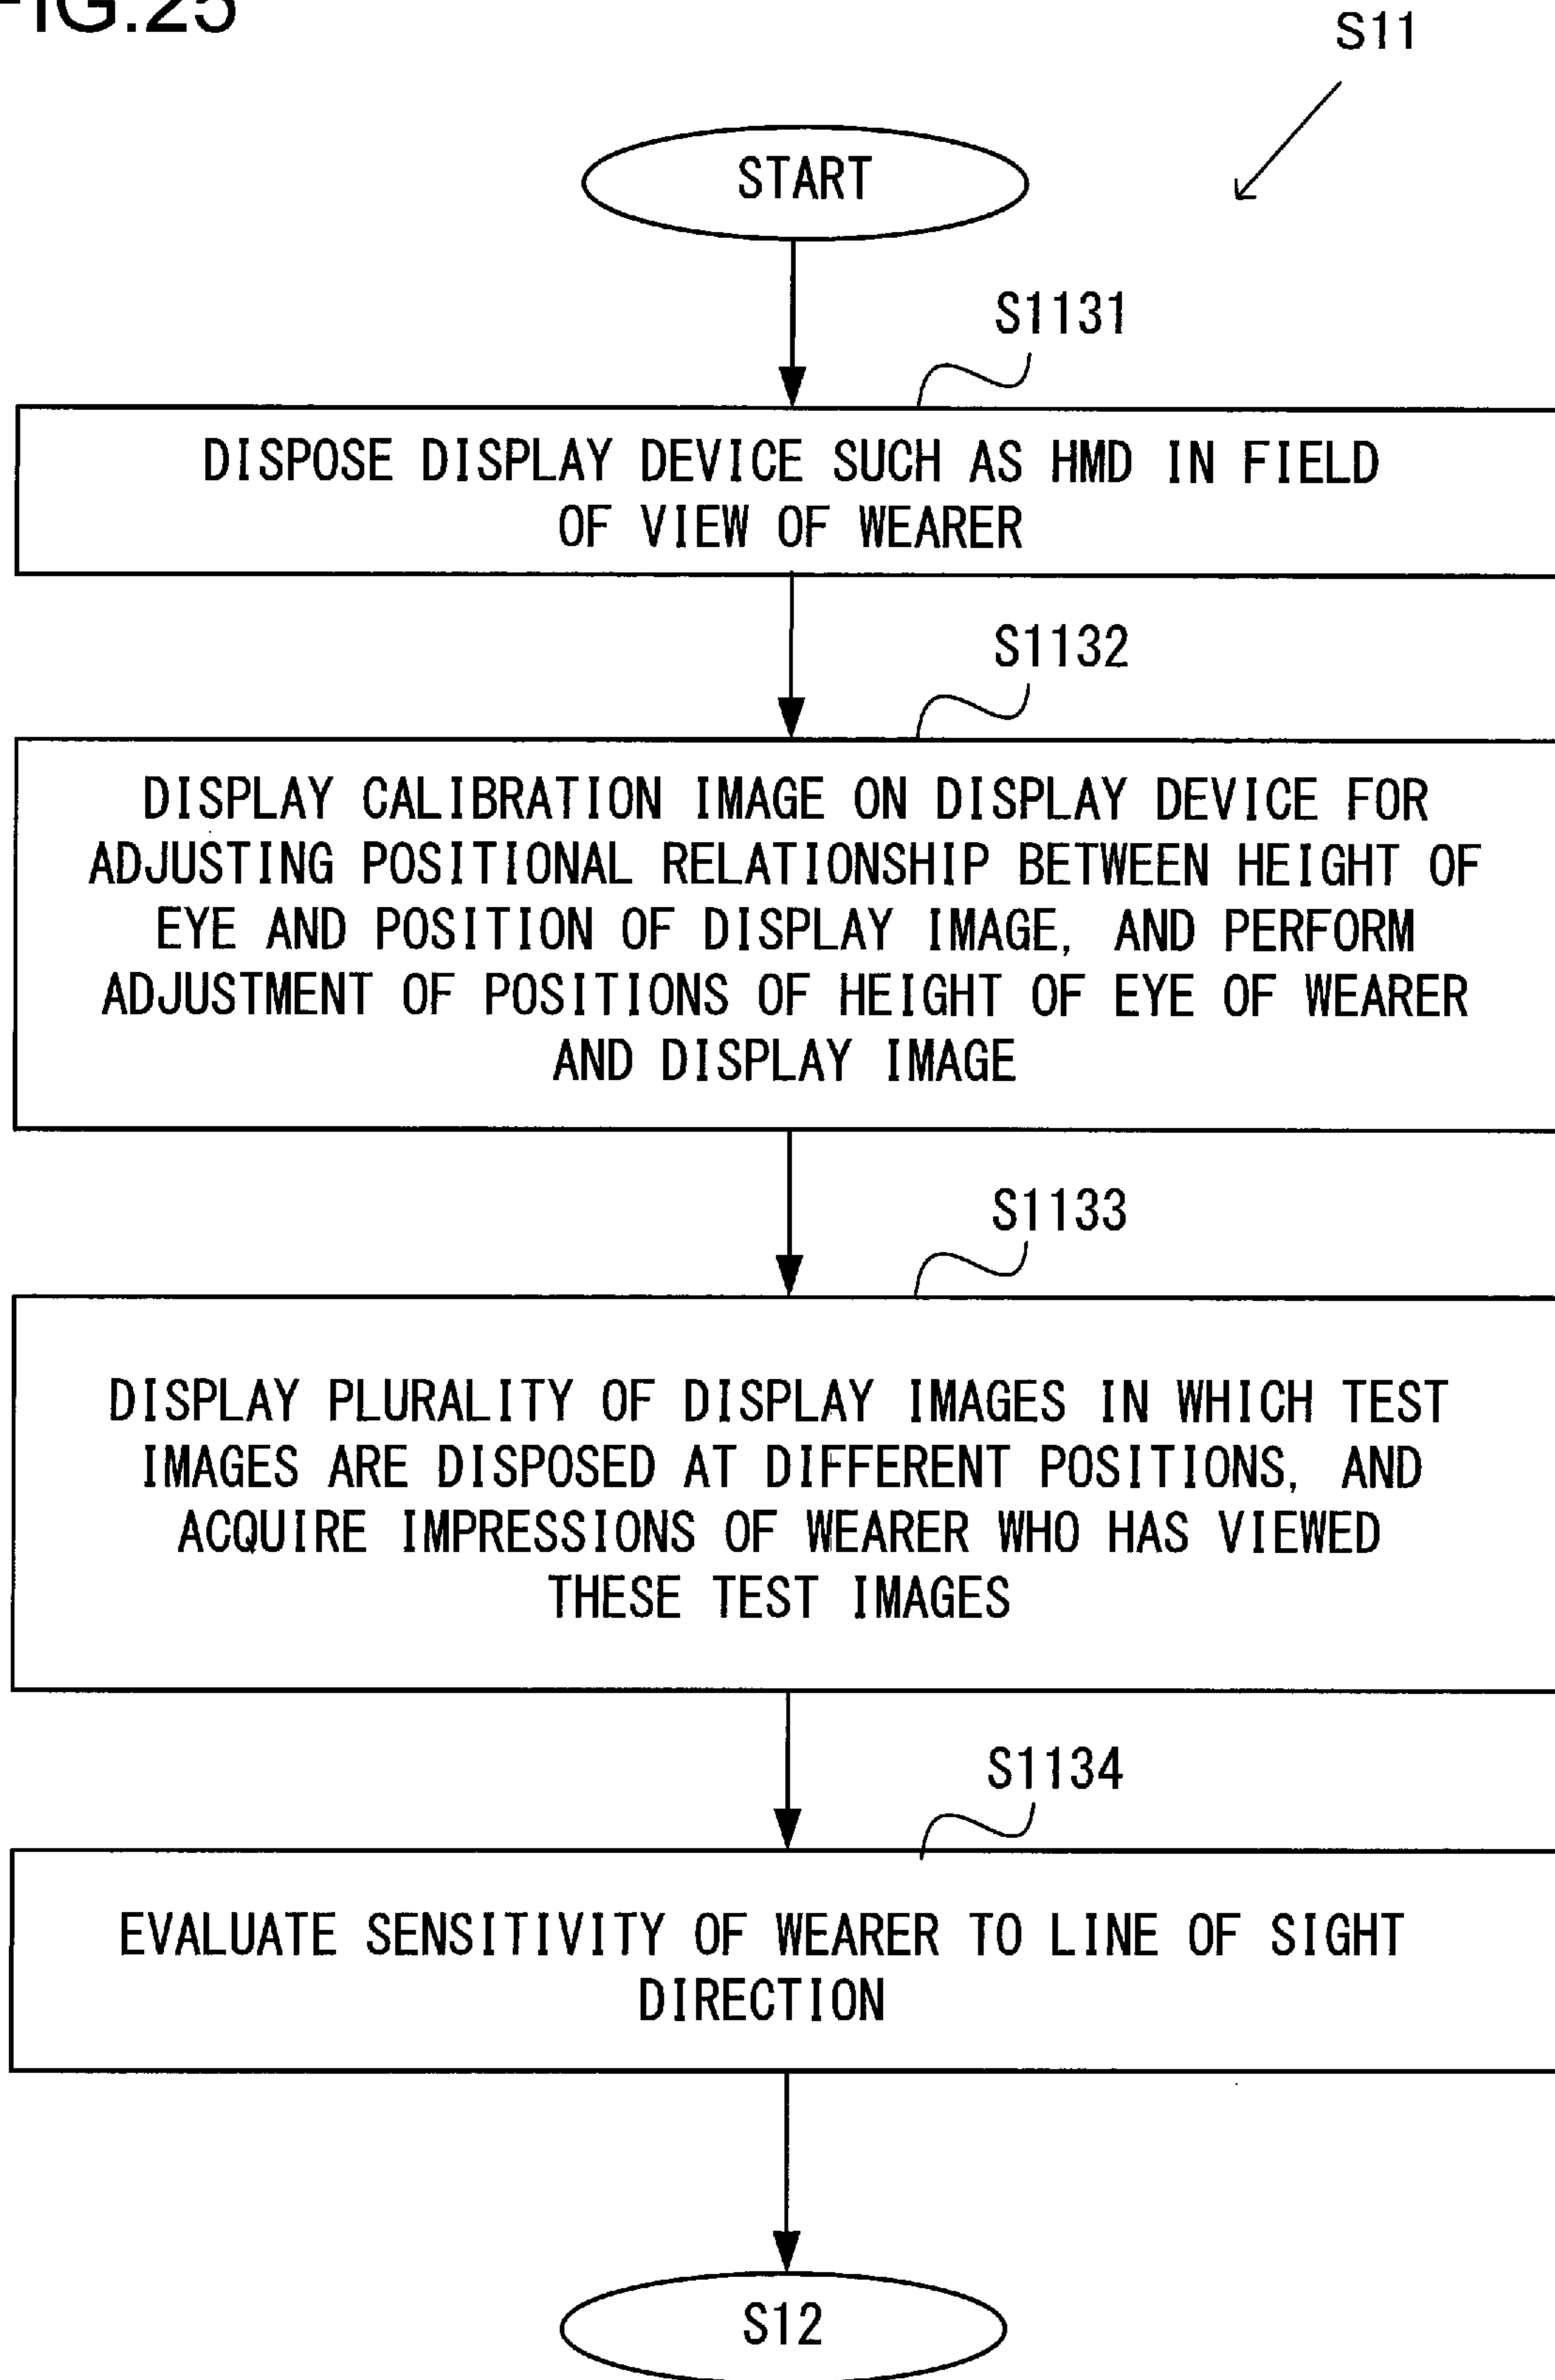 FIG.25
S11
START
S1131
DISPOSE DISPLAY DEVICE SUCH AS HMD IN FIELD
OF VIEW OF WEARER
S1132
DISPLAY CALIBRATION IMAGE ON DISPLAY DEVICE FOR
ADJUSTING POSITIONAL RELATIONSHIP BETWEEN HEIGHT OF
EYE AND POSITION OF DISPLAY IMAGE, AND PERFORM
ADJUSTMENT OF POSITIONS OF HEIGHT OF EYE OF WEARER
AND DISPLAY IMAGE
S1133
DISPLAY PLURALITY OF DISPLAY IMAGES IN WHICH TEST
IMAGES ARE DISPOSED AT DIFFERENT POSITIONS, AND
ACQUIRE IMPRESSIONS OF WEARER WHO HAS VIEWED
THESE TEST IMAGES
S1134
EVALUATE SENSITIVITY OF WEARER TO LINE OF SIGHT
DIRECTION
S12